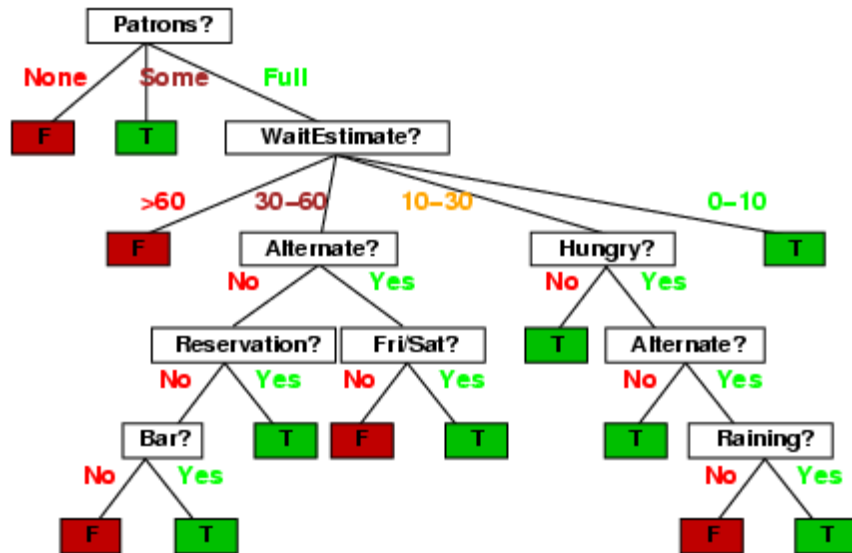 Patrons?
None Some Full
F T WaitEstimate?
>60 30–60 10–30 0–10
F Alternate? Hungry? T
No Yes No Yes
Reservation? Fri/Sat? T Alternate?
No Yes No Yes No Yes
Bar? T F T T Raining?
No Yes No Yes
F T F T